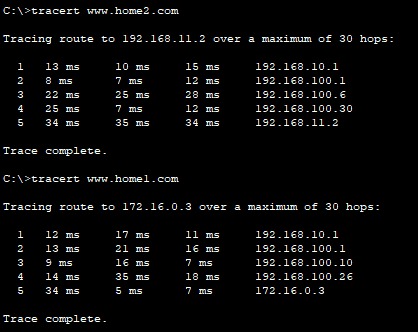 C:\>tracert www.home2.com
Tracing route to 192.168.11.2 over a maximum of 30 hops:
1 13 ms 10 ms 15 ms 192.168.10.1
2 8 ms 7 ms 12 ms 192.168.100.1
3 22 ms 25 ms 28 ms 192.168.100.6
4 25 ms 7 ms 12 ms 192.168.100.30
5 34 ms 35 ms 34 ms 192.168.11.2
Trace complete.
C:\>tracert www.home1.com
Tracing route to 172.16.0.3 over a maximum of 30 hops:
1 12 ms 17 ms 11 ms 192.168.10.1
2 13 ms 21 ms 16 ms 192.168.100.1
3 9 ms 16 ms 7 ms 192.168.100.10
4 14 ms 35 ms 18 ms 192.168.100.26
5 34 ms 5 ms 7 ms 172.16.0.3
Trace complete.